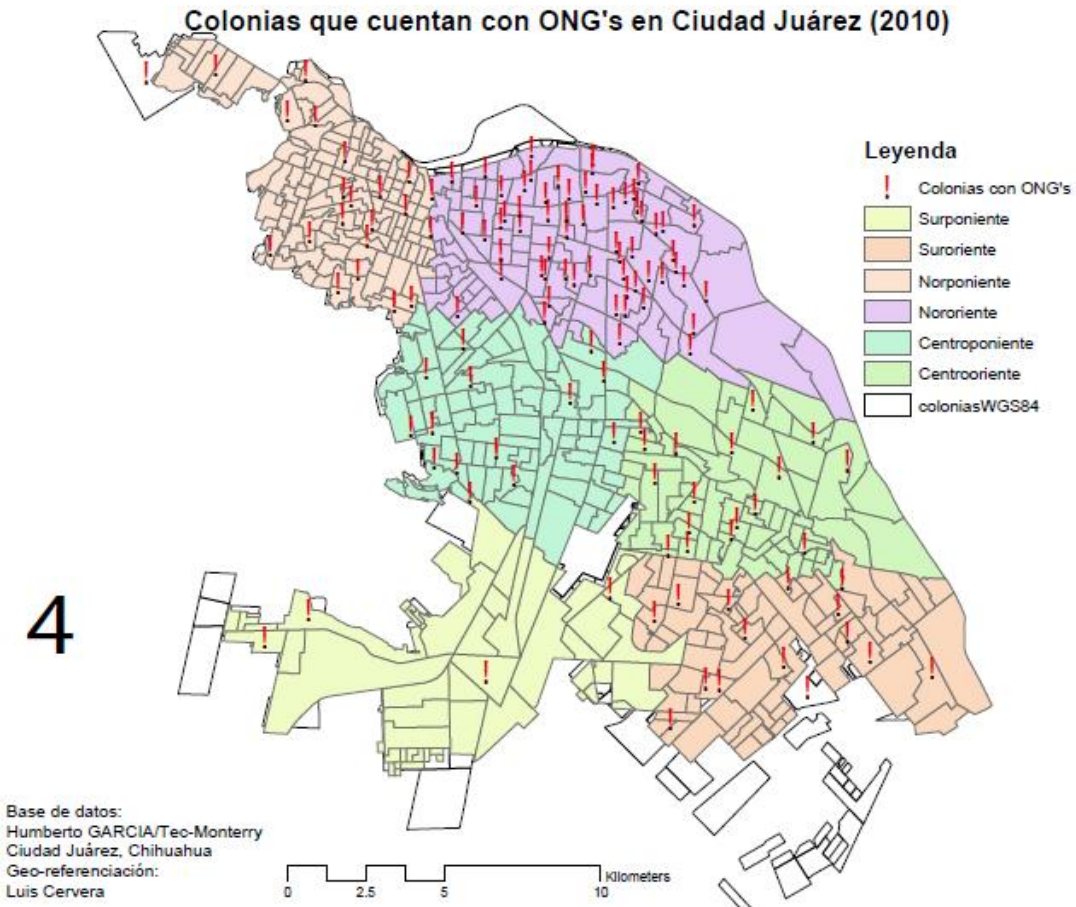 Colonias que cuentan con ONG's en Ciudad Juárez (2010)
Leyenda
! Colonias con ONG's
Surponiente
Suroriente
Norponiente
Nororiente
Centroponiente
Centrooriente
coloniasWGS84
4
Base de datos:
Humberto GARCIA/Tec-Monterry
Ciudad Juárez, Chihuahua
Geo-referenciación:
Luis Cervera
Kilometers
0 2.5 5 10